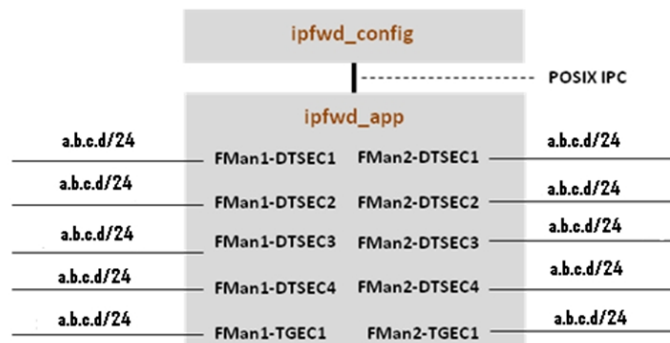 ipfwd_config
POSIX IPC
ipfwd_app
a.b.c.d/24 FMan1-DTSEC1 FMan2-DTSEC1 a.b.c.d/24
a.b.c.d/24 FMan1-DTSEC2 FMan2-DTSEC2 a.b.c.d/24
a.b.c.d/24 FMan1-DTSEC3 FMan2-DTSEC3 a.b.c.d/24
a.b.c.d/24 FMan1-DTSEC4 FMan2-DTSEC4 a.b.c.d/24
a.b.c.d/24 FMan1-TGEC1 FMan2-TGEC1 a.b.c.d/24